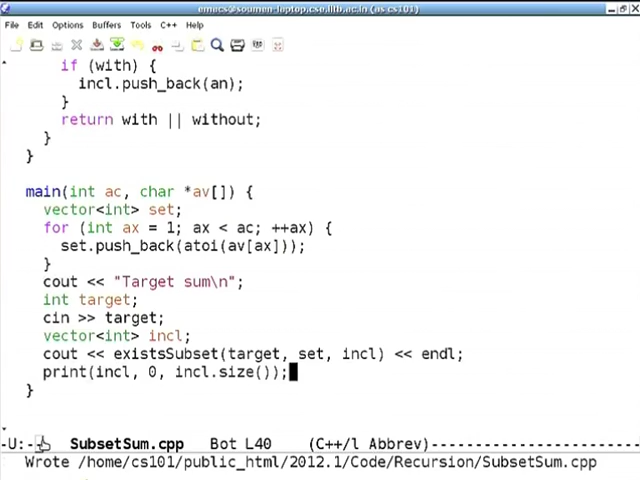 emacs@soumen-laptop.cse.iitb.ac.in (as cs101)
File Edit Options Buffers Tools C++ Help
if (with) {
incl.push_back(an);
}
return with || without;
}
}
main(int ac, char *av[]) {
vector<int> set;
for (int ax = 1; ax < ac; ++ax) {
set.push_back(atoi(av[ax]));
}
cout << "Target sum\n";
int target;
cin >> target;
vector<int> incl;
cout << existsSubset(target, set, incl) << endl;
print(incl, 0, incl.size());
}
-U:-- SubsetSum.cpp Bot L40 (C++/l Abbrev)------------------------
Wrote /home/cs101/public_html/2012.1/Code/Recursion/SubsetSum.cpp